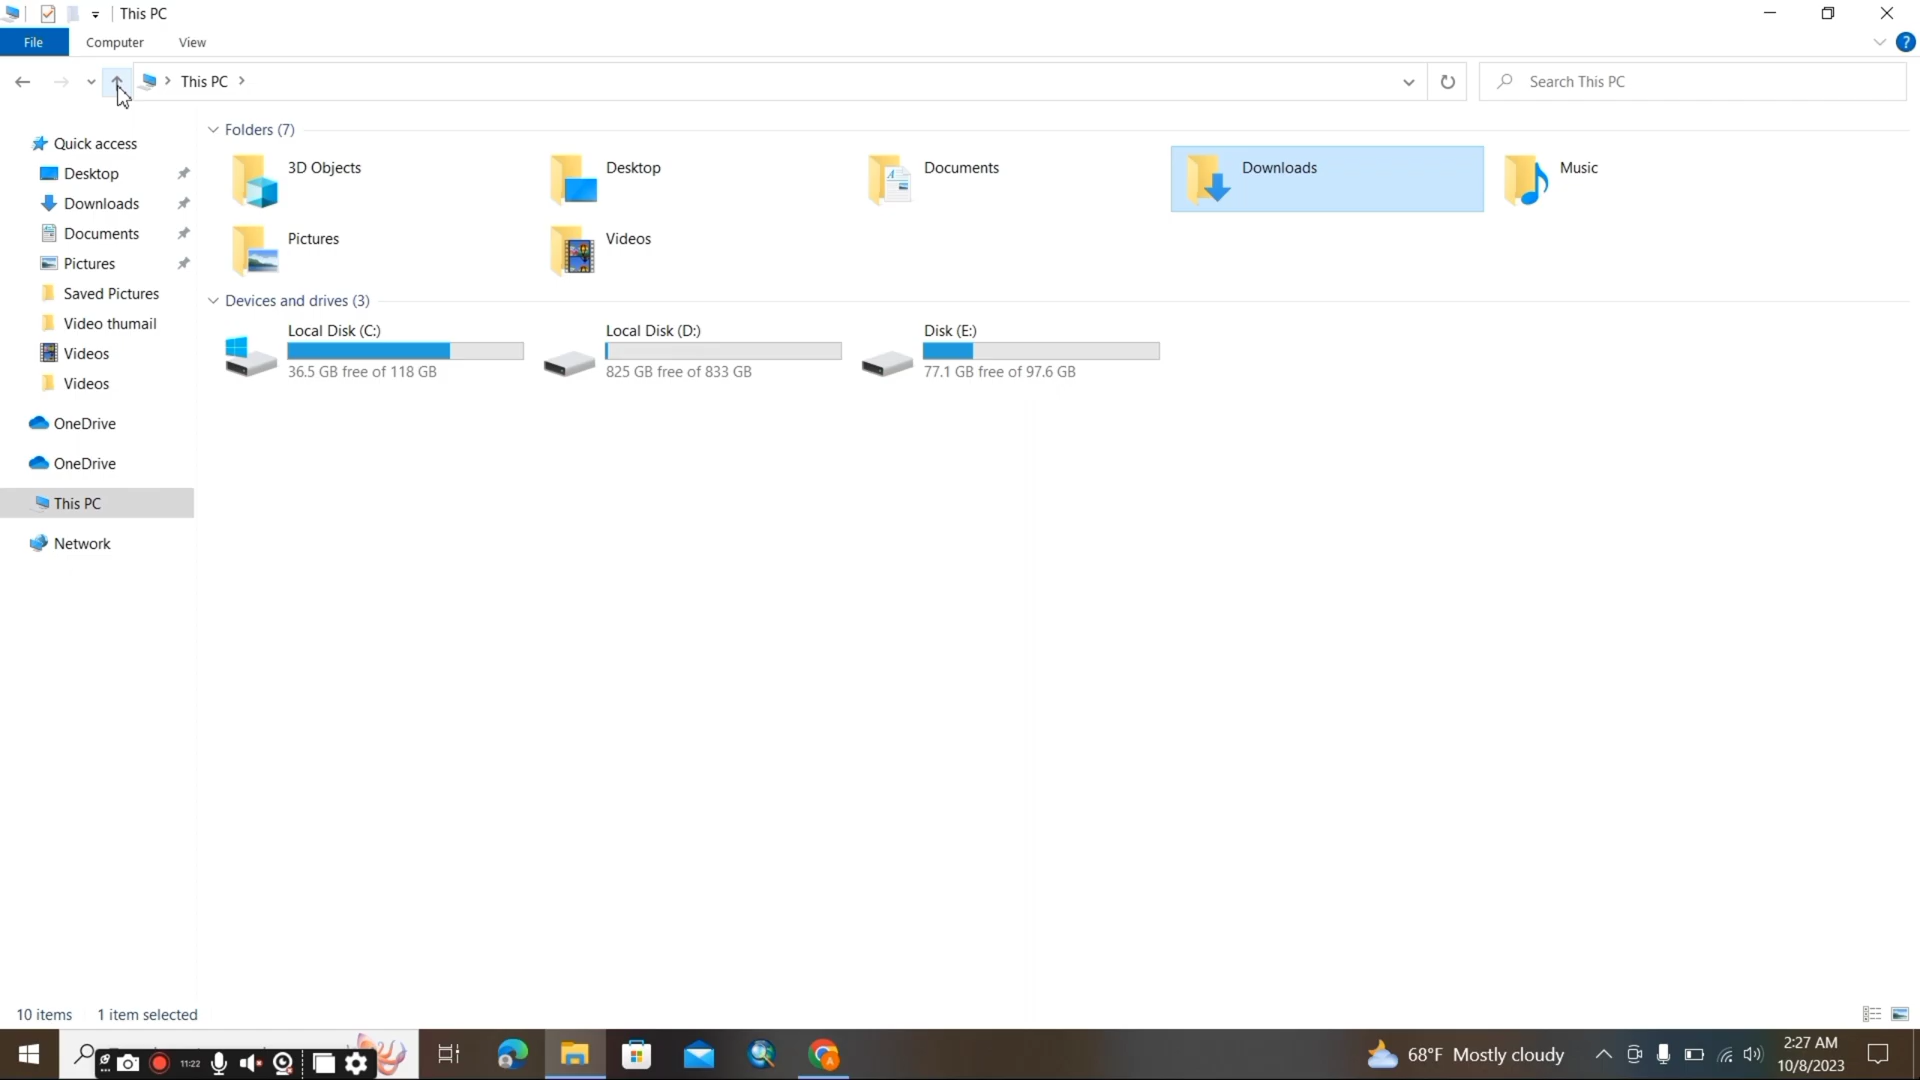 This PC
File Computer View
This PC
Search This PC
Quick access
Desktop
Downloads
Documents
Pictures
Saved Pictures
Video thumail
Videos
Videos
OneDrive
OneDrive
This PC
Network
Folders (7)
3D Objects
Desktop
Documents
Downloads
Music
Pictures
Videos
Devices and drives (3)
Local Disk (C:)
36.5 GB free of 118 GB
Local Disk (D:)
825 GB free of 833 GB
Disk (E:)
77.1 GB free of 97.6 GB
10 items 1 item selected
11:22
68°F Mostly cloudy
2:27 AM
10/8/2023